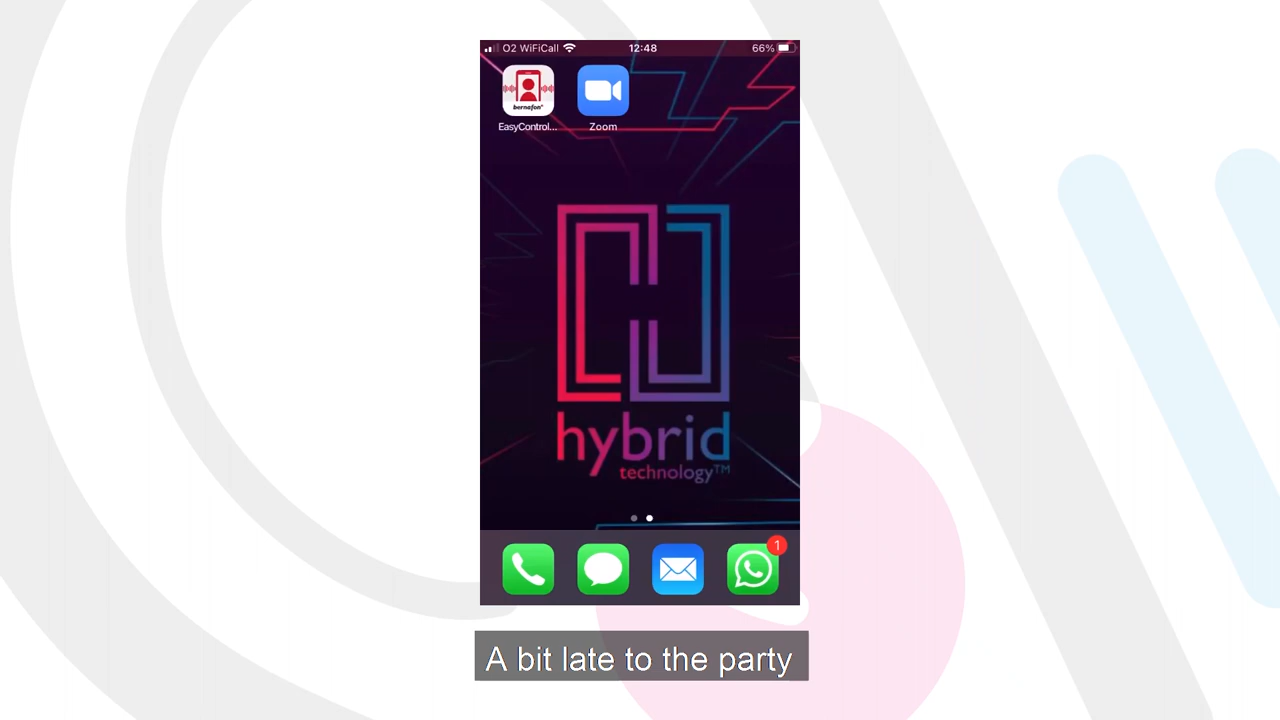 O2 WiFiCall 12:48 66%
bernafon
EasyControl... Zoom
hybrid
technology™
1
A bit late to the party